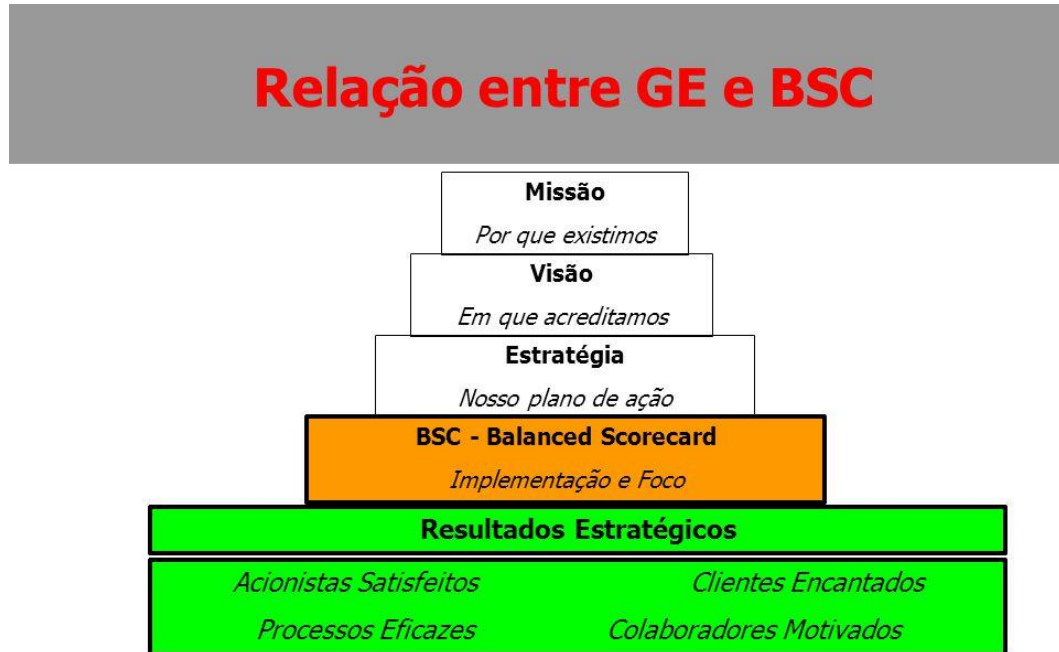 Relação entre GE e BSC
Missão
Por que existimos
Visão
Em que acreditamos
Estratégia
Nosso plano de ação
BSC - Balanced Scorecard
Implementação e Foco
Resultados Estratégicos
Acionistas Satisfeitos Clientes Encantados
Processos Eficazes Colaboradores Motivados